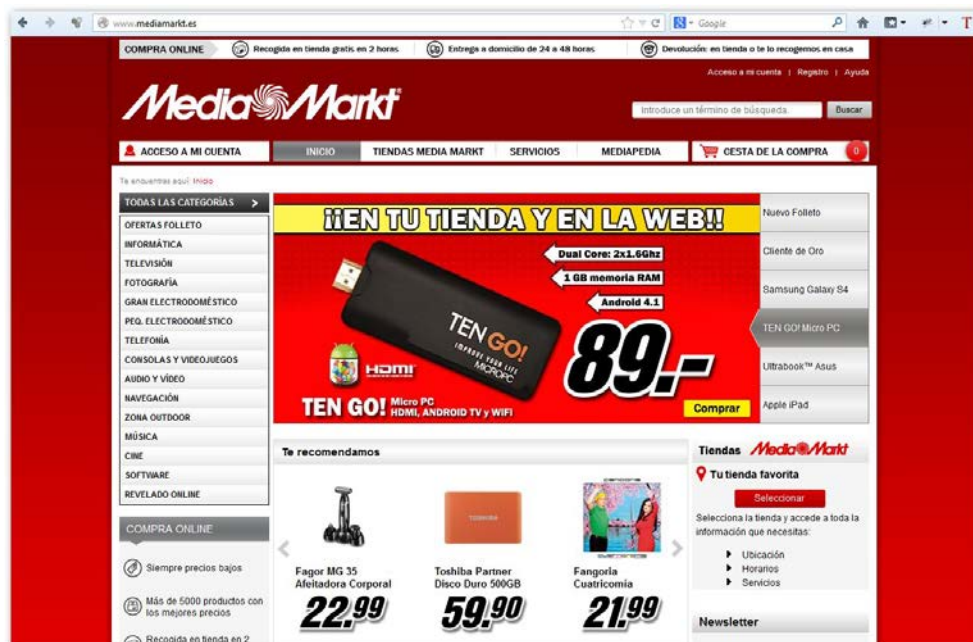 www.mediamarkt.es
Google
COMPRA ONLINE
Recogida en tienda gratis en 2 horas
Entrega a domicilio de 24 a 48 horas
Devolución: en tienda o te lo recogemos en casa
Acceso a mi cuenta | Registro | Ayuda
Media Markt
Introduce un término de búsqueda.
Buscar
ACCESO A MI CUENTA
INICIO
TIENDAS MEDIA MARKT
SERVICIOS
MEDIAPEDIA
CESTA DE LA COMPRA
0
Te encuentras aquí: Inicio
TODAS LAS CATEGORÍAS >
OFERTAS FOLLETO
INFORMÁTICA
TELEVISIÓN
FOTOGRAFÍA
GRAN ELECTRODOMÉSTICO
PEQ. ELECTRODOMÉSTICO
TELEFONÍA
CONSOLAS Y VIDEOJUEGOS
AUDIO Y VÍDEO
NAVEGACIÓN
ZONA OUTDOOR
MÚSICA
CINE
SOFTWARE
REVELADO ONLINE
¡¡EN TU TIENDA Y EN LA WEB!!
Dual Core: 2x1.6Ghz
1 GB memoria RAM
Android 4.1
TEN GO!
IMPROVE YOUR LIFE
MICROPC
HDMI
89.-
TEN GO! Micro PC
HDMI, ANDROID TV y WIFI
Comprar
Nuevo Folleto
Cliente de Oro
Samsung Galaxy S4
TEN GO! Micro PC
Ultrabook™ Asus
Apple iPad
COMPRA ONLINE
Siempre precios bajos
Más de 5000 productos con
los mejores precios
Recogida en tienda en 2
Te recomendamos
TOSHIBA
Fagor MG 35
Afeitadora Corporal
22.99
Toshiba Partner
Disco Duro 500GB
59.90
Fangoria
Cuatricomía
21.99
Tiendas Media Markt
Tu tienda favorita
Seleccionar
Selecciona la tienda y accede a toda la
información que necesitas:
Ubicación
Horarios
Servicios
Newsletter